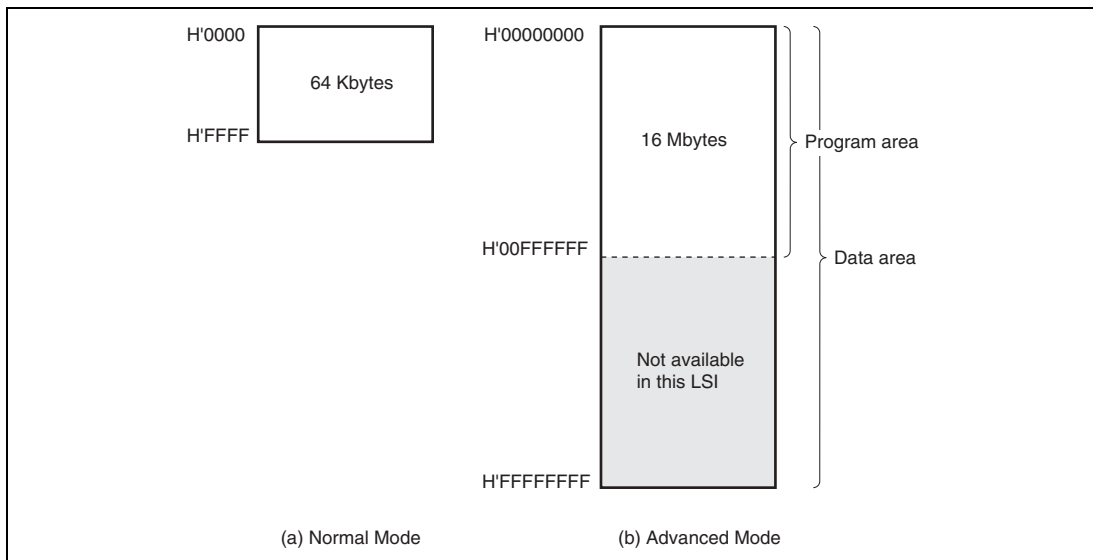 H'0000
64 Kbytes
H'FFFF
(a) Normal Mode
H'00000000
16 Mbytes
Program area
H'00FFFFFF
Data area
Not available
in this LSI
H'FFFFFFFF
(b) Advanced Mode